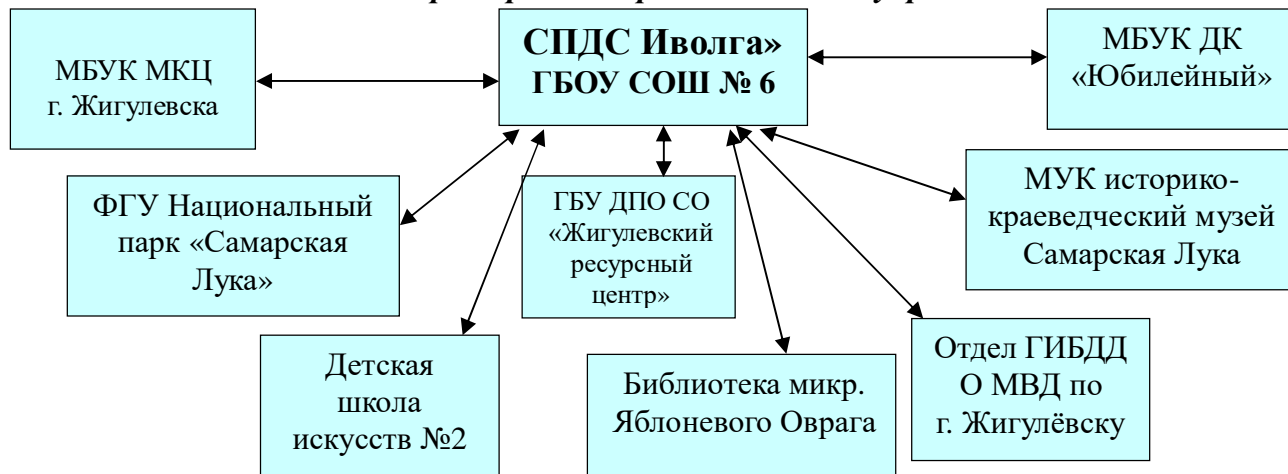 СПДС Иволга»
ГБОУ СОШ № 6
МБУК МКЦ
г. Жигулевска
МБУК ДК
«Юбилейный»
ФГУ Национальный
парк «Самарская
Лука»
ГБУ ДПО СО
«Жигулевский
ресурсный
центр»
МУК историко-
краеведческий музей
Самарская Лука
Детская
школа
искусств №2
Библиотека микр.
Яблоневого Оврага
Отдел ГИБДД
О МВД по
г. Жигулёвску